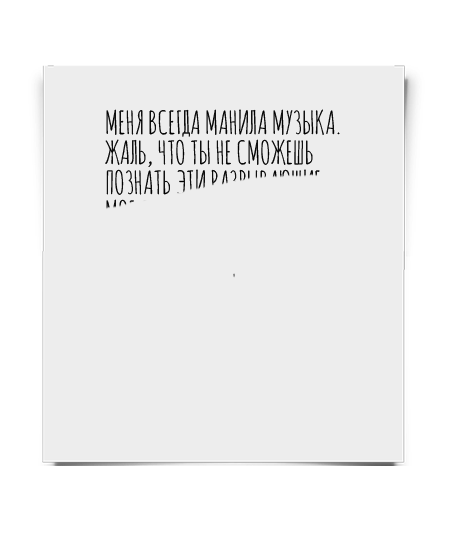 МЕНЯ ВСЕГДА МАНИЛА МУЗЫКА.
ЖАЛЬ, ЧТО ТЫ НЕ СМОЖЕШЬ
ПОЗНАТЬ ЭТИ